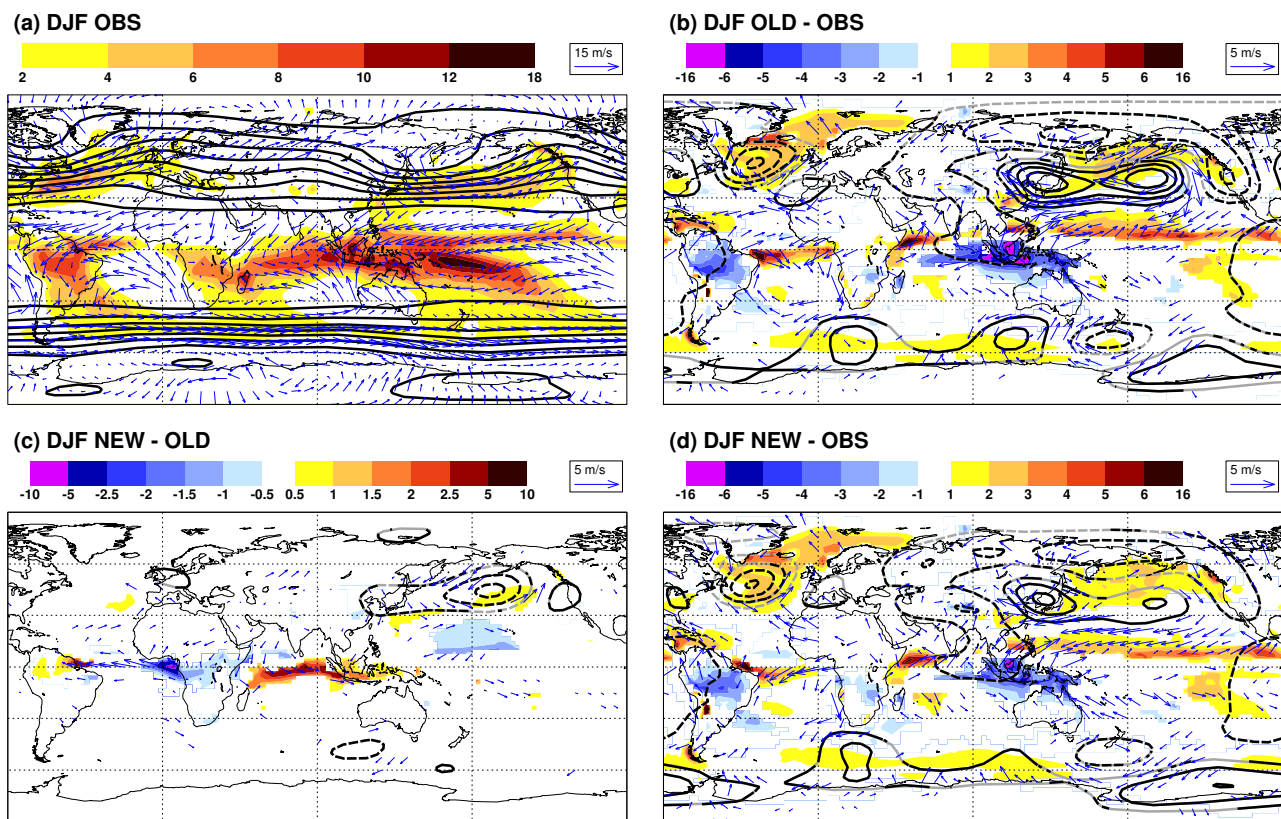 (a) DJF OBS
15 m/s
2 4 6 8 10 12 18
(b) DJF OLD - OBS
5 m/s
-16 -6 -5 -4 -3 -2 -1 1 2 3 4 5 6 16
(c) DJF NEW - OLD
5 m/s
-10 -5 -2.5 -2 -1.5 -1 -0.5 0.5 1 1.5 2 2.5 5 10
(d) DJF NEW - OBS
5 m/s
-16 -6 -5 -4 -3 -2 -1 1 2 3 4 5 6 16